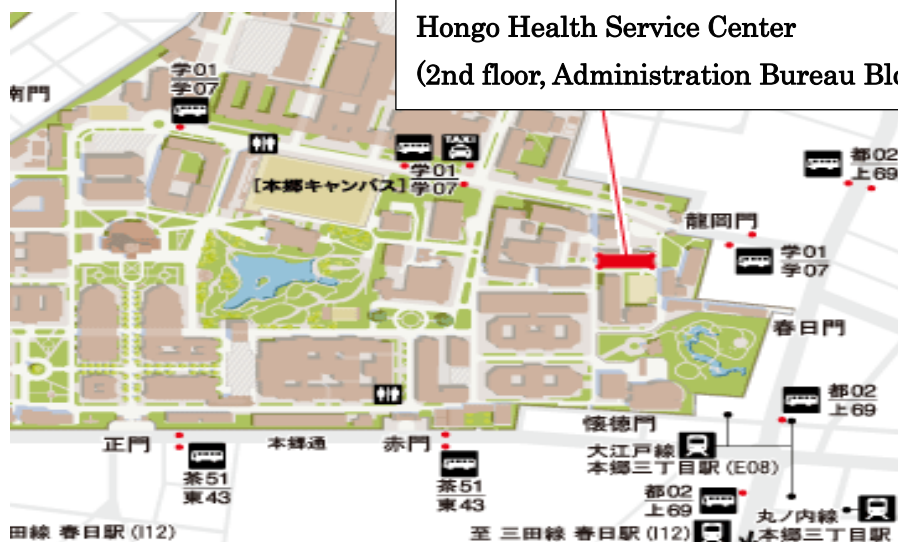 Hongo Health Service Center
(2nd floor, Administration Bureau Blo
学01
学07
南門
TAXI
学01
学07
[本郷キャンパス]
都02
上69
龍岡門
学01
学07
春日門
都02
上69
懐徳門
正門
本郷通
赤門
大江戸線
本郷三丁目駅(E08)
茶51
東43
茶51
東43
都02
上69
丸ノ内線
本郷三丁目駅
田線 春日駅(I12)
至 三田線 春日駅(I12)